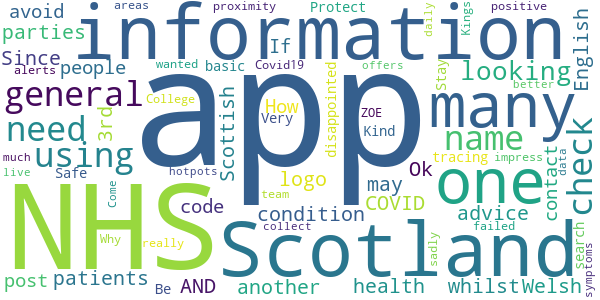 areas proximity Protect daily Kings positive
avoid information English
parties
Since If
alerts people wanted basic Covid19 offers Stay looking better
general College Scottish How disappointed ZOE many
need 3rd Very Kind name check
using tracing impress
much hotpots logo Ok contact data
live Safe app may one
NHS Come team COVID advice
code condition
Why really collect Scotland sadly failed search
post patients Be AND another health whilst Welsh symptoms